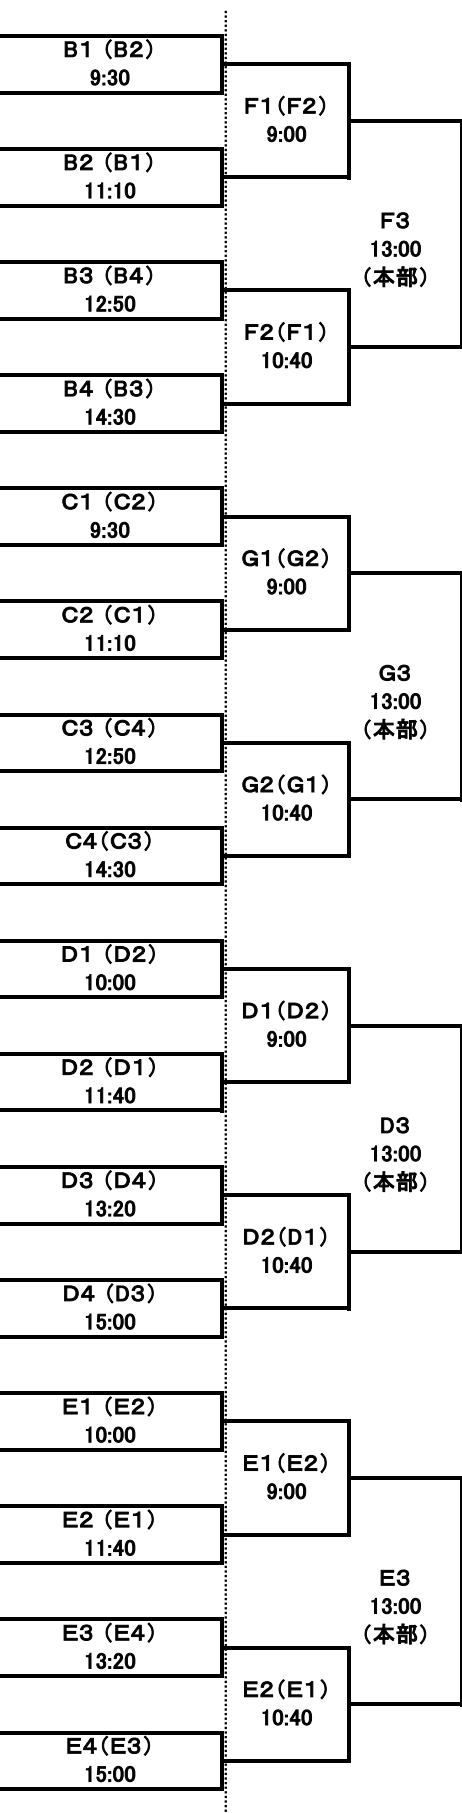 B1（B2）
9:30
F1（F2）
9:00
B2（B1）
11:10
F3
13:00
（本部）
B3（B4）
12:50
F2（F1）
10:40
B4（B3）
14:30
C1（C2）
9:30
G1（G2）
9:00
C2（C1）
11:10
G3
13:00
（本部）
C3（C4）
12:50
G2（G1）
10:40
C4（C3）
14:30
D1（D2）
10:00
D1（D2）
9:00
D2（D1）
11:40
D3
13:00
（本部）
D3（D4）
13:20
D2（D1）
10:40
D4（D3）
15:00
E1（E2）
10:00
E1（E2）
9:00
E2（E1）
11:40
E3
13:00
（本部）
E3（E4）
13:20
E2（E1）
10:40
E4（E3）
15:00